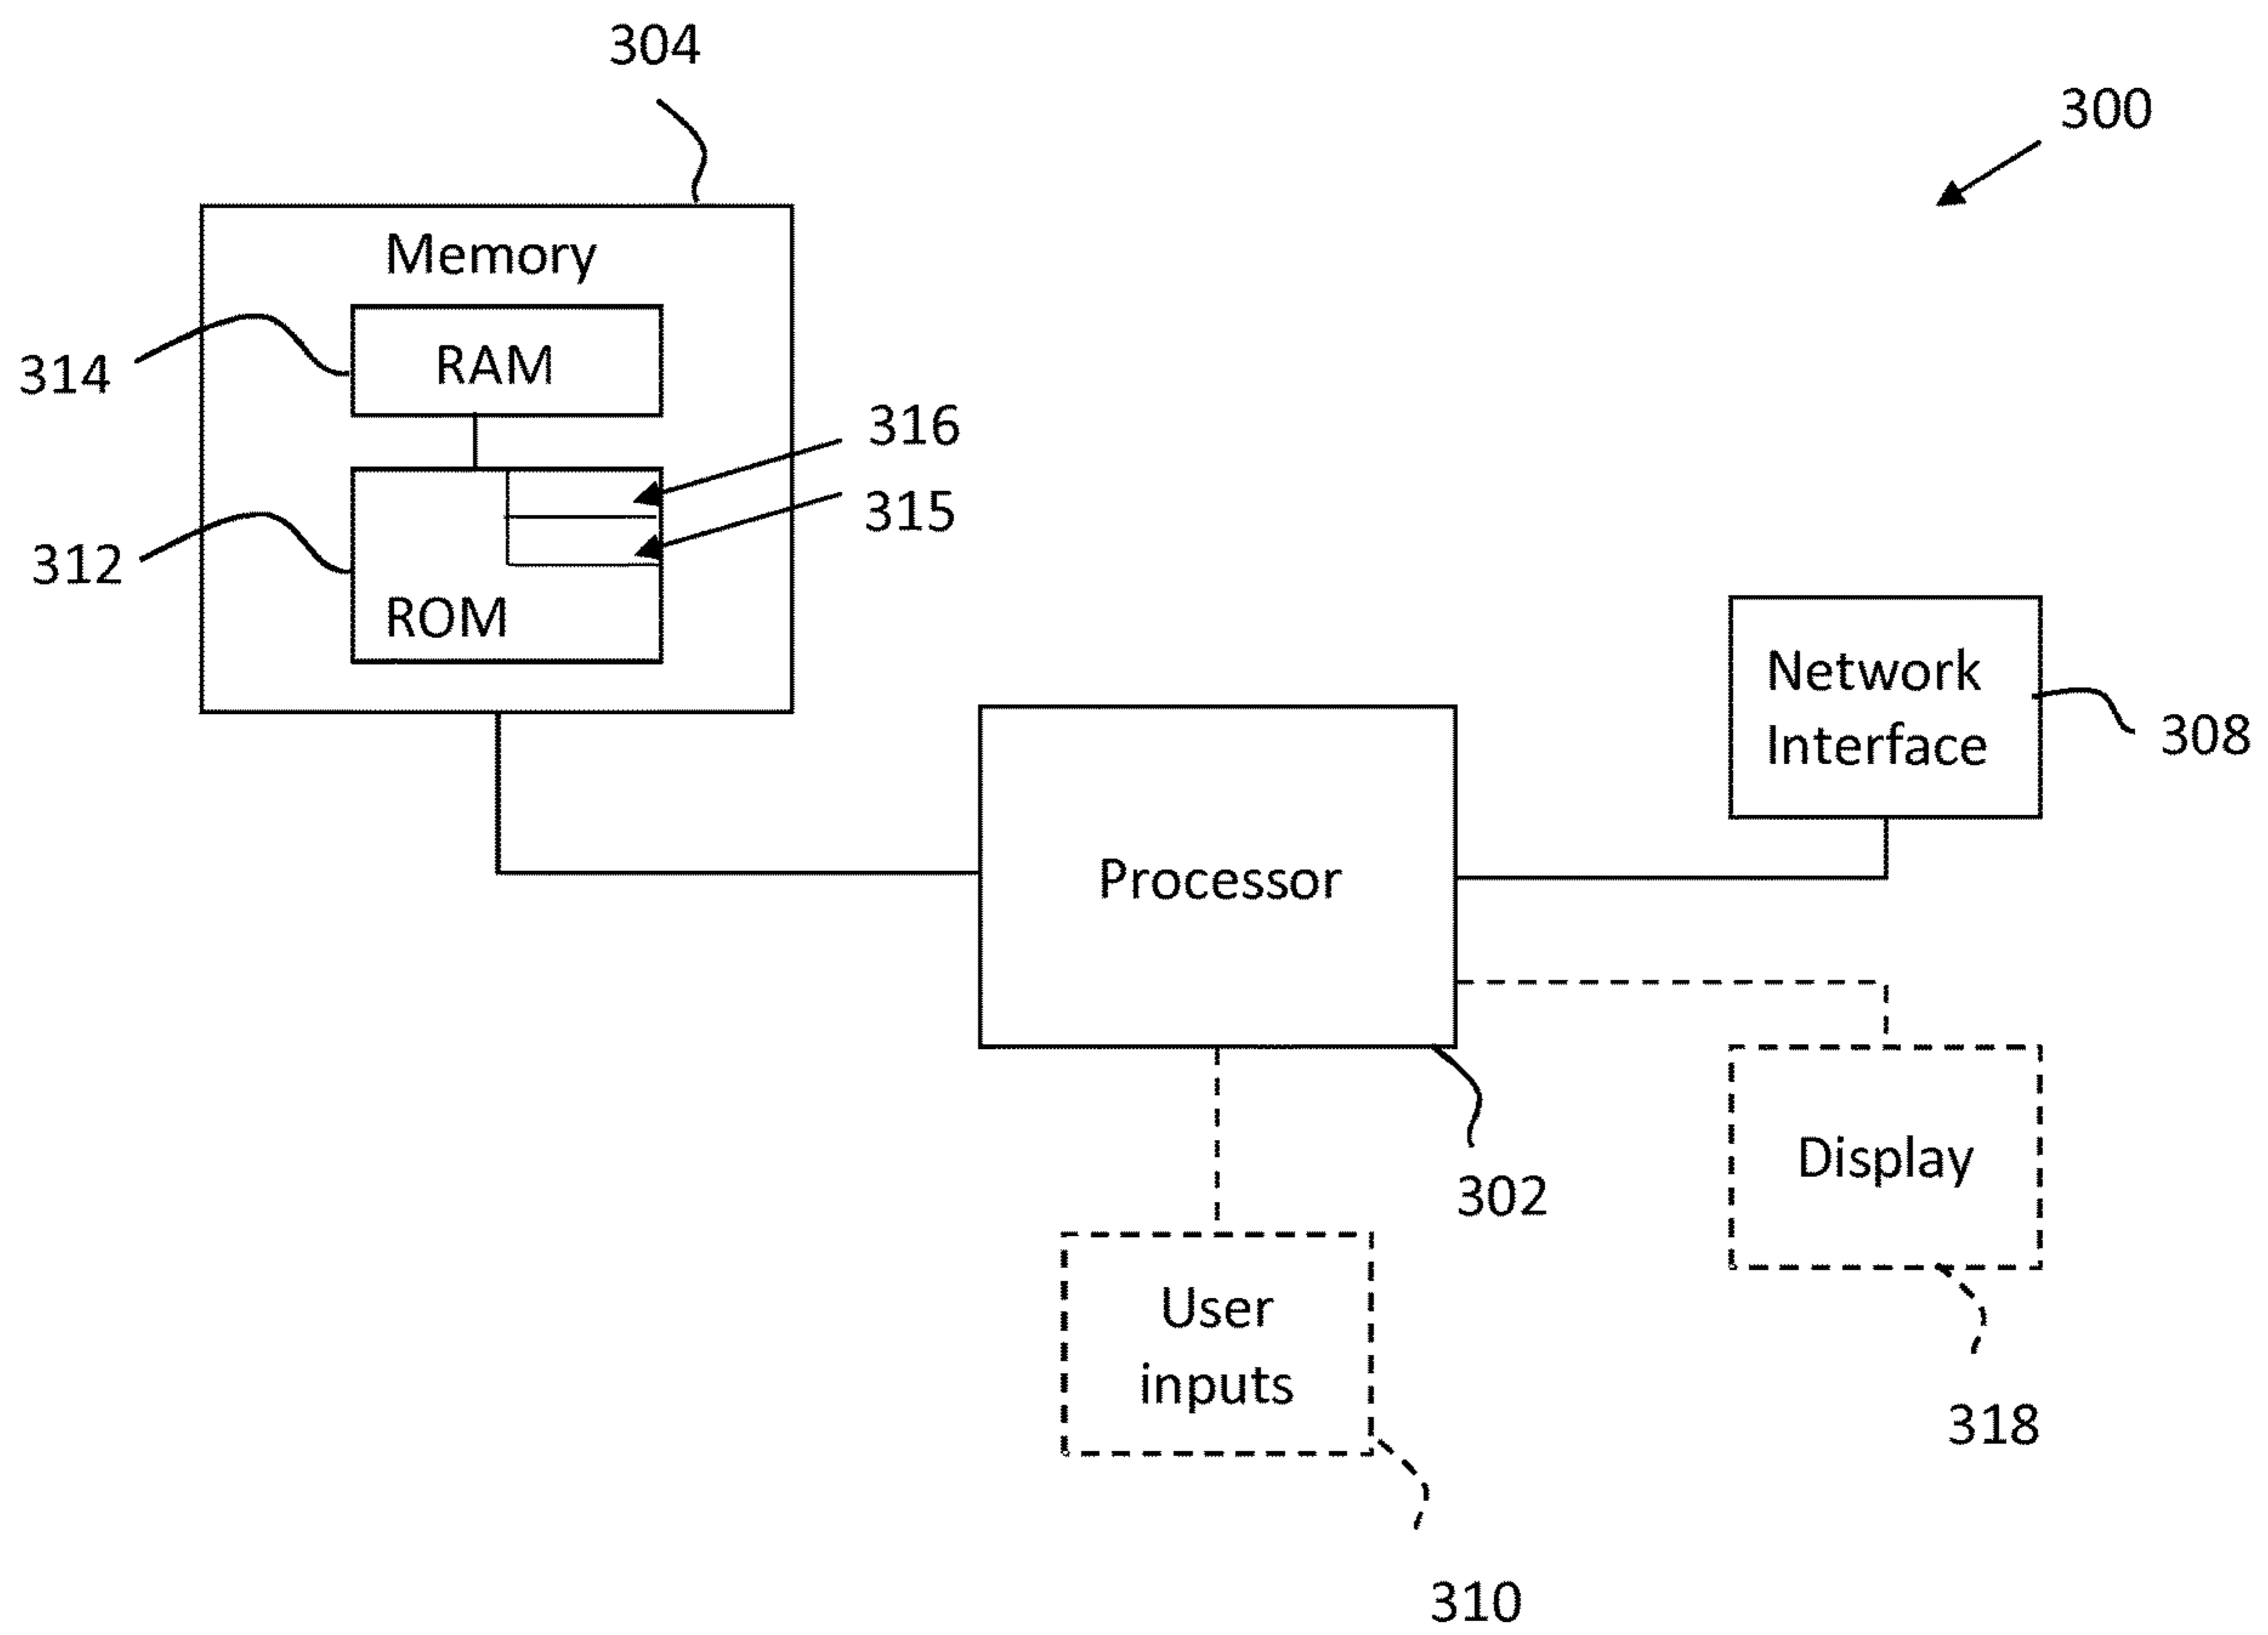 304
300
Memory
314
RAM
316
315
312
ROM
Network
Interface
308
Processor
302
Display
User
inputs
318
310